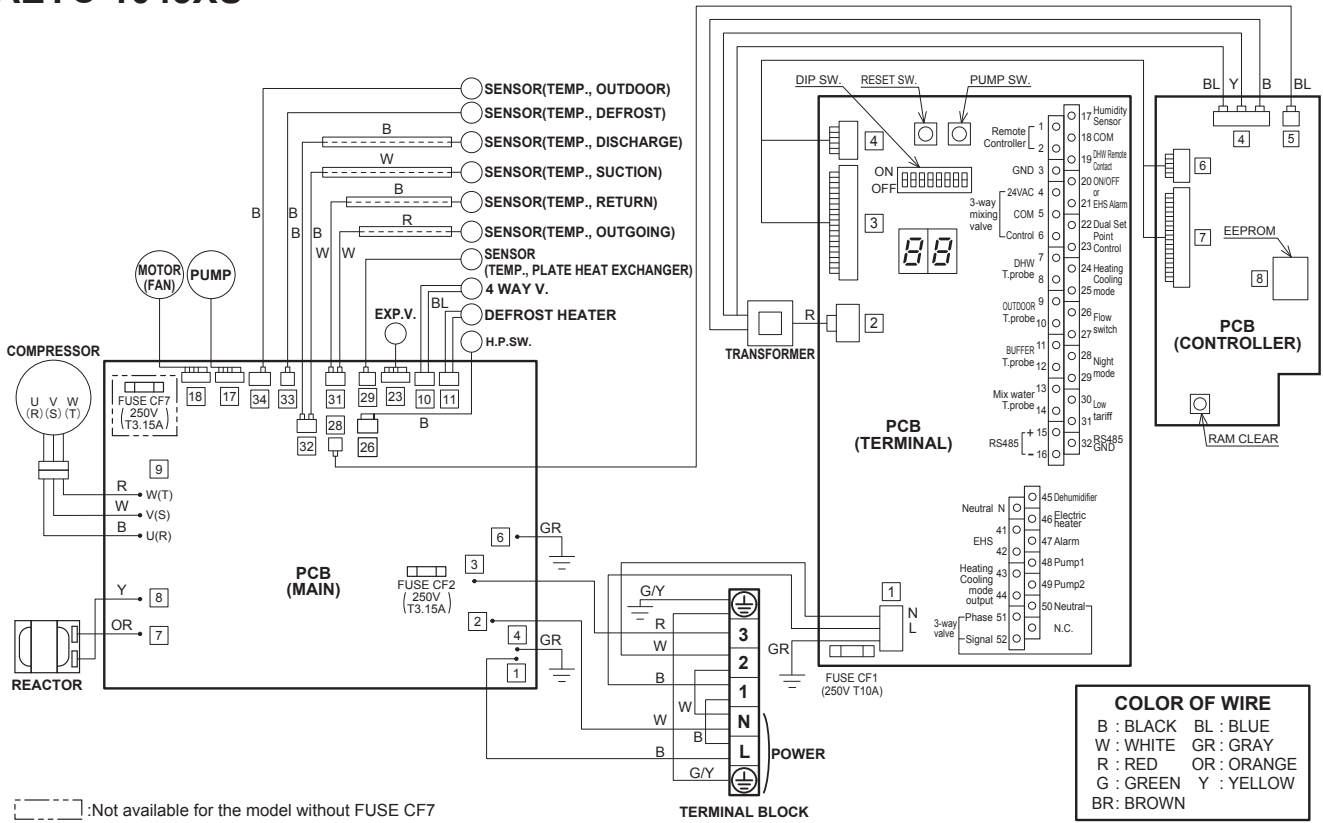 SENSOR(TEMP., OUTDOOR)
SENSOR(TEMP., DEFROST)
B
SENSOR(TEMP., DISCHARGE)
W
SENSOR(TEMP., SUCTION)
B
SENSOR(TEMP., RETURN)
R
SENSOR(TEMP., OUTGOING)
SENSOR
(TEMP., PLATE HEAT EXCHANGER)
4 WAY V.
BL
DEFROST HEATER
H.P.SW.
B B B B W W
MOTOR
(FAN)
PUMP
EXP.V.
COMPRESSOR
U V W
(R) (S) (T)
FUSE CF7
250V
T3.15A
18 17 34 33 31 29 23 10 11
32 28 26
B
9
R W(T)
W V(S)
B U(R)
Y 8
OR 7
REACTOR
PCB
(MAIN)
6 GR
3
FUSE CF2
250V
T3.15A
2
4 GR
1
G/Y
R 3
W 2
B 1
W
W N
B
B L
G/Y
POWER
TERMINAL BLOCK
TRANSFORMER
R
DIP SW.
RESET SW.
PUMP SW.
4
ON
OFF
3
88
2
PCB
(TERMINAL)
Remote
Controller
1
2
GND 3
3-way
mixing
valve
24VAC 4
COM 5
Control 6
DHW
T.probe
7
8
OUTDOOR
T.probe
9
10
BUFFER
T.probe
11
12
Mix water
T.probe
13
14
RS485
+ 15
- 16
17 Humidity
Sensor
18 COM
19 DHW Remote
Contact
20 ON/OFF
or
21 EHS Alarm
22 Dual Set
Point
23 Control
24 Heating
Cooling
25 mode
26
Flow
switch
27
28
Night
29 mode
30
Low
tariff
31
32 RS485
GND
Neutral N
EHS
41
42
Heating
Cooling
mode
output
43
44
3-way
valve
Phase 51
Signal 52
45 Dehumidifier
46 Electric
heater
47 Alarm
48 Pump1
49 Pump2
50 Neutral
N.C.
1
N
L
GR
FUSE CF1
(250V T10A)
BL Y B BL
4 5
6
7
EEPROM
8
PCB
(CONTROLLER)
RAM CLEAR
COLOR OF WIRE
B : BLACK BL : BLUE
W : WHITE GR : GRAY
R : RED OR : ORANGE
G : GREEN Y : YELLOW
BR : BROWN
:Not available for the model without FUSE CF7